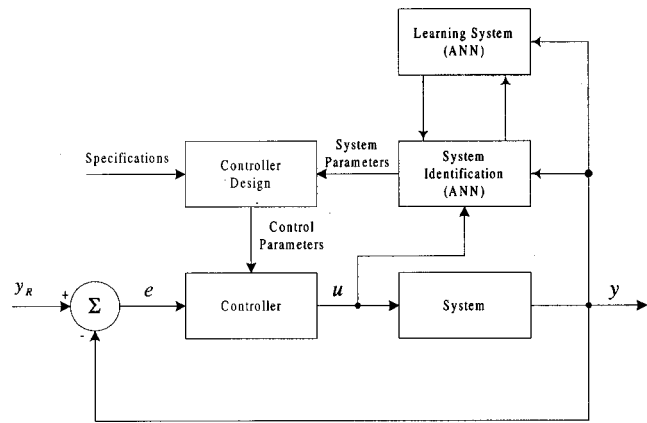 Learning System
(ANN)
Specifications
Controller
Design
System
Parameters
System
Identification
(ANN)
Control
Parameters
y_R
+
Σ
-
e
Controller
u
System
y